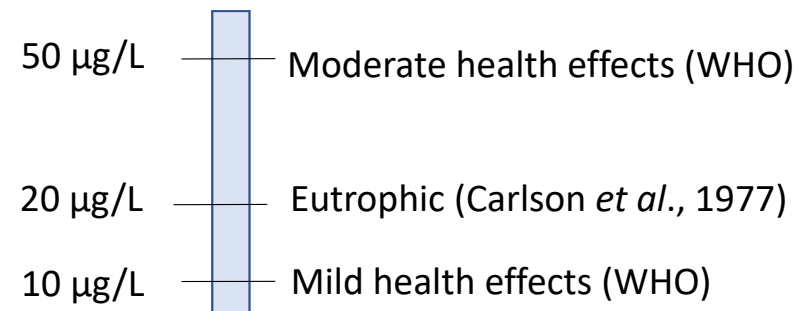 50 µg/L Moderate health effects (WHO)
20 µg/L Eutrophic (Carlson et al., 1977)
10 µg/L Mild health effects (WHO)